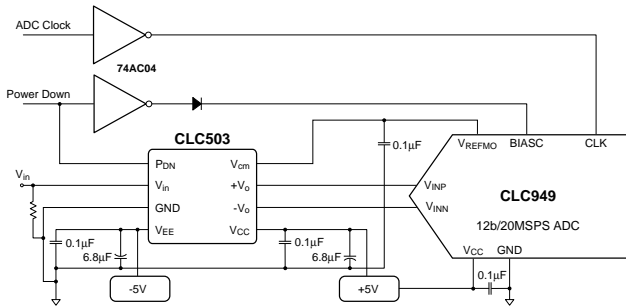 ADC Clock
74AC04
Power Down
CLC503
PDN
Vcm
Vin
+Vo
GND
-Vo
VEE
VCC
Vin
0.1µF
6.8µF
-5V
0.1µF
6.8µF
+5V
0.1µF
VREFMO
BIASC
CLK
VINP
VINN
CLC949
12b/20MSPS ADC
VCC
GND
0.1µF